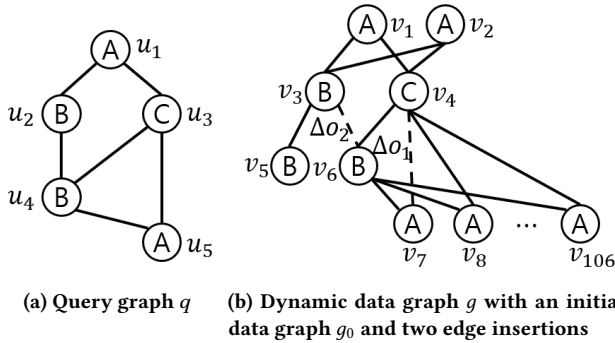 A u₁
B u₂
C u₃
B u₄
A u₅
(a) Query graph q
A v₁
A v₂
B v₃
C v₄
Δo₂
Δo₁
B v₅
B v₆
A v₇
A v₈
...
A v₁₀₆
(b) Dynamic data graph g with an initia
data graph g₀ and two edge insertions